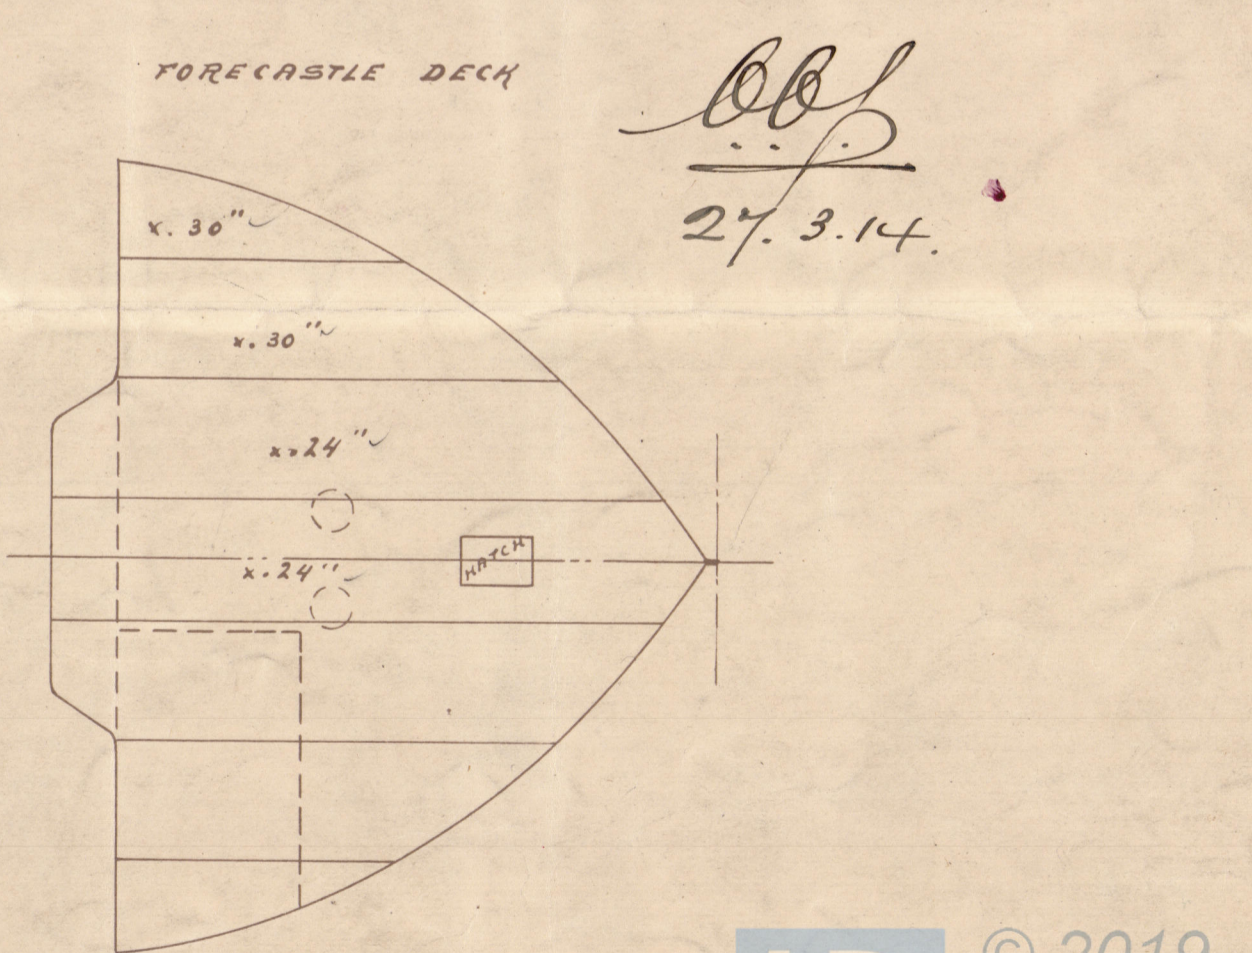 FORECASTLE DECK
27. 3. 14.
x. 30"
x. 30"
x. 24"
x. 24"
HATCH
© 2019